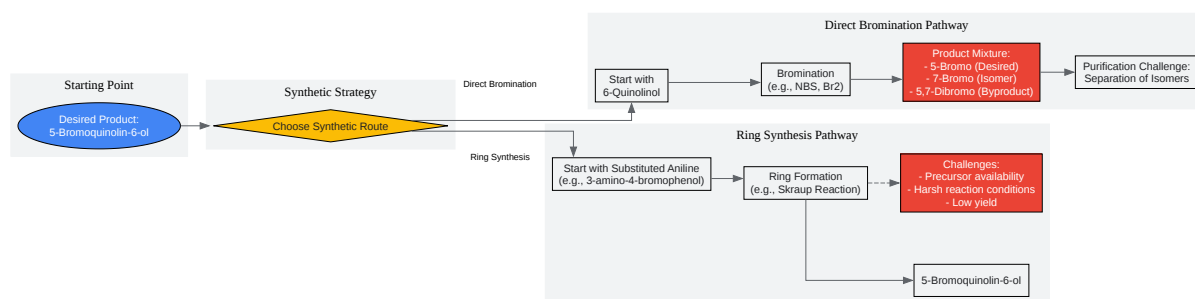 Direct Bromination Pathway
Starting Point
Synthetic Strategy
Desired Product:
5-Bromoquinolin-6-ol
Choose Synthetic Route
Direct Bromination
Ring Synthesis
Start with
6-Quinolinol
Bromination
(e.g., NBS, Br2)
Product Mixture:
- 5-Bromo (Desired)
- 7-Bromo (Isomer)
- 5,7-Dibromo (Byproduct)
Purification Challenge:
Separation of Isomers
Ring Synthesis Pathway
Start with Substituted Aniline
(e.g., 3-amino-4-bromophenol)
Ring Formation
(e.g., Skraup Reaction)
Challenges:
- Precursor availability
- Harsh reaction conditions
- Low yield
5-Bromoquinolin-6-ol